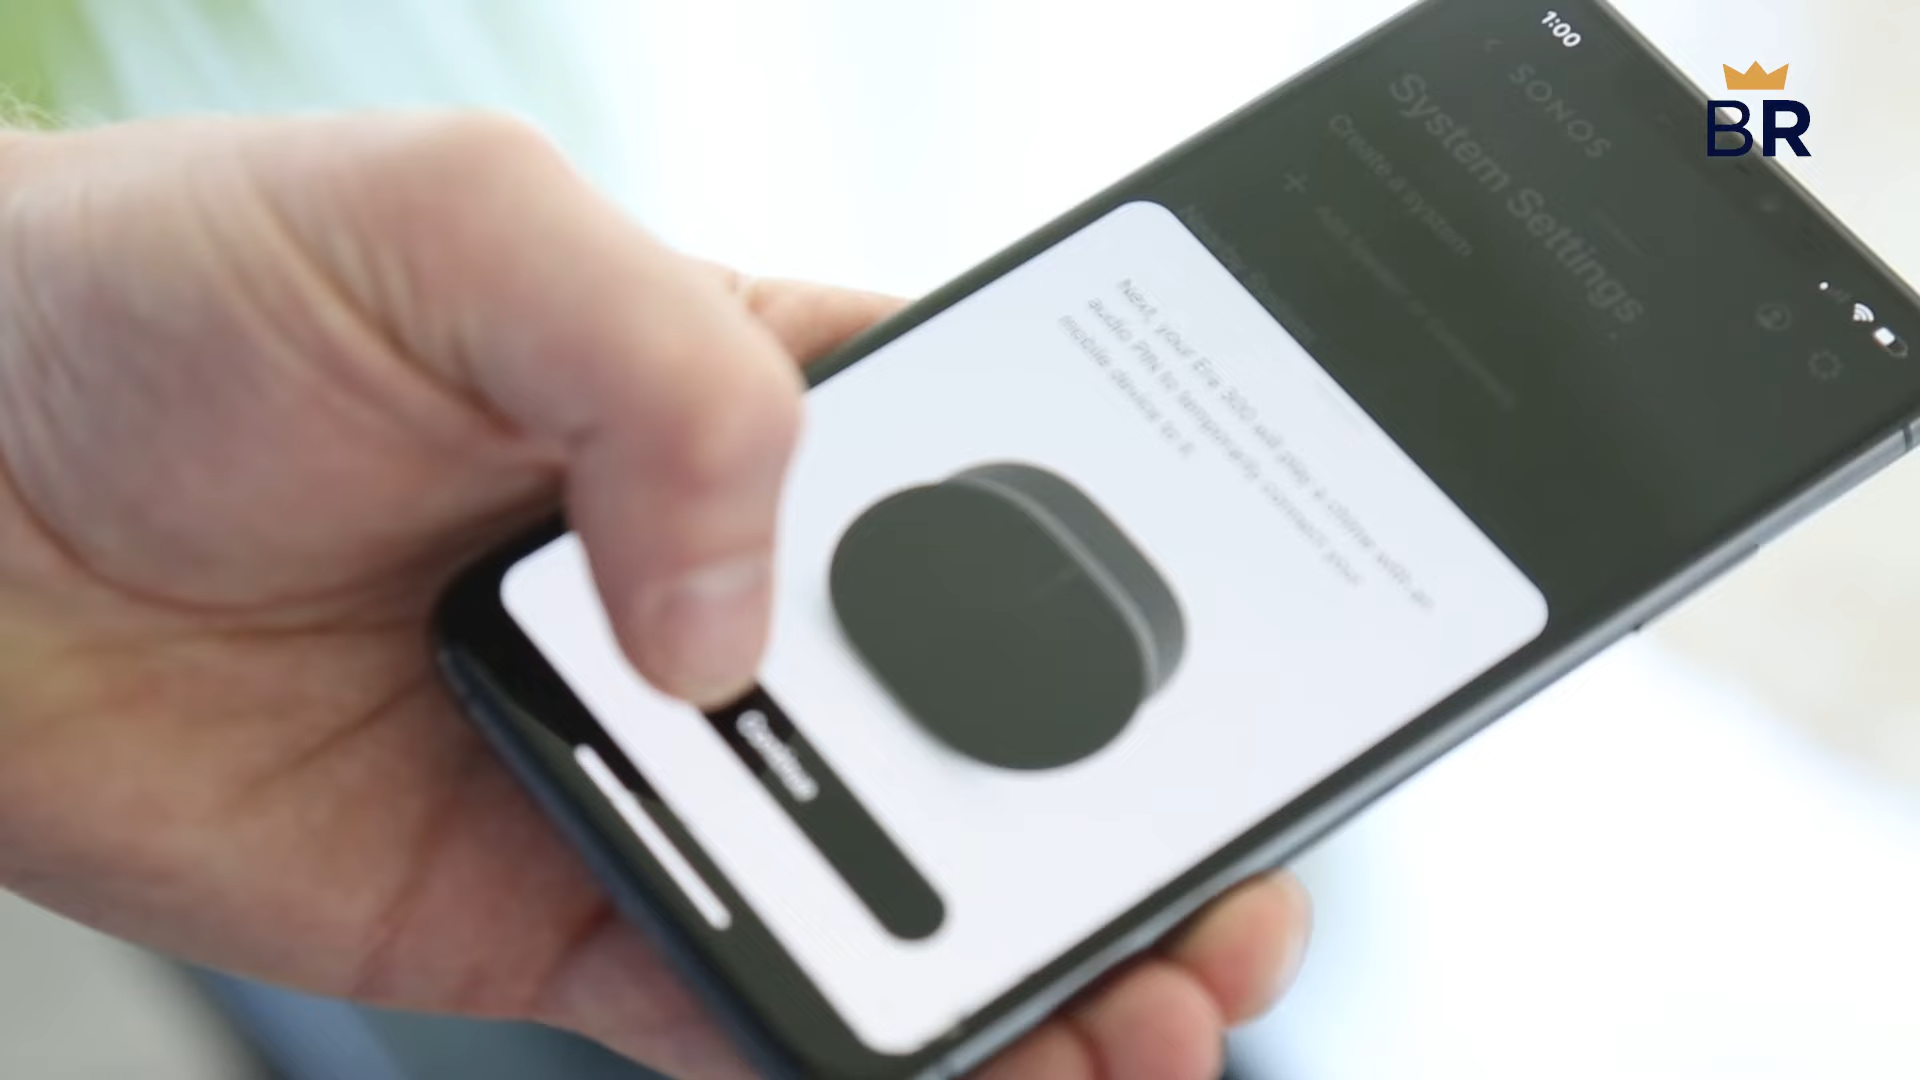 1:00
SONOS
System Settings
Create a system
Next, your Era 300 will play a chime with an
audio PIN to temporarily connect your
mobile device to it.
Continue
BR